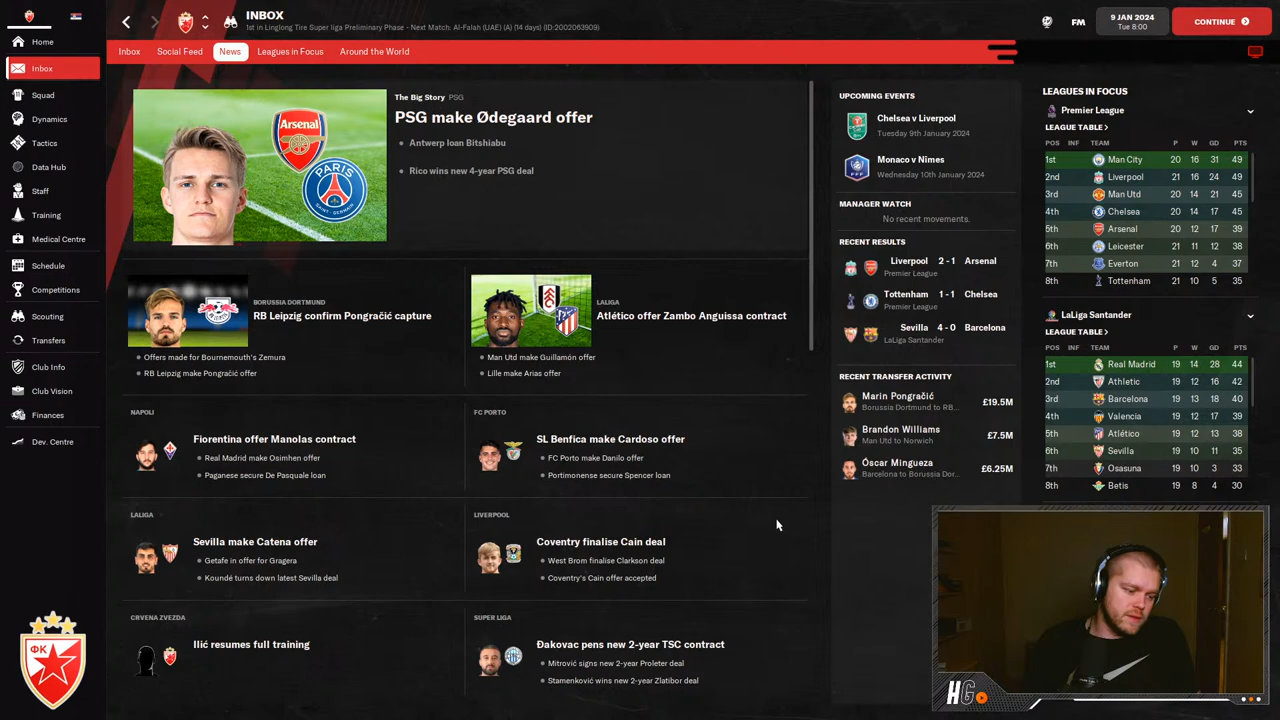 INBOX
1st in Linglong Tire Super liga Preliminary Phase - Next Match: Al-Falah (UAE) (A) (14 days) (ID:2002063909)
FM
9 JAN 2024
Tue 8:00
CONTINUE
Home
Inbox
Squad
Dynamics
Tactics
Data Hub
Staff
Training
Medical Centre
Schedule
Competitions
Scouting
Transfers
Club Info
Club Vision
Finances
Dev. Centre
ФК
Inbox
Social Feed
News
Leagues in Focus
Around the World
Arsenal
PARIS
The Big Story PSG
PSG make Ødegaard offer
Antwerp loan Bitshiabu
Rico wins new 4-year PSG deal
BORUSSIA DORTMUND
RB Leipzig confirm Pongračić capture
Offers made for Bournemouth's Zemura
RB Leipzig make Pongračić offer
LALIGA
Atlético offer Zambo Anguissa contract
Man Utd make Guillamón offer
Lille make Arias offer
NAPOLI
Fiorentina offer Manolas contract
Real Madrid make Osimhen offer
Paganese secure De Pasquale loan
FC PORTO
SL Benfica make Cardoso offer
FC Porto make Danilo offer
Portimonense secure Spencer loan
LALIGA
Sevilla make Catena offer
Getafe in offer for Gragera
Koundé turns down latest Sevilla deal
LIVERPOOL
Coventry finalise Cain deal
West Brom finalise Clarkson deal
Coventry's Cain offer accepted
CRVENA ZVEZDA
Ilić resumes full training
SUPER LIGA
Đakovac pens new 2-year TSC contract
Mitrović signs new 2-year Proleter deal
Stamenković wins new 2-year Zlatibor deal
UPCOMING EVENTS
Chelsea v Liverpool
Tuesday 9th January 2024
Monaco v Nîmes
Wednesday 10th January 2024
MANAGER WATCH
No recent movements.
RECENT RESULTS
Liverpool 2 - 1 Arsenal
Premier League
Tottenham 1 - 1 Chelsea
Premier League
Sevilla 4 - 0 Barcelona
LaLiga Santander
RECENT TRANSFER ACTIVITY
Marin Pongračić
Borussia Dortmund to RB...
£19.5M
Brandon Williams
Man Utd to Norwich
£7.5M
Óscar Mingueza
Barcelona to Borussia Dor...
£6.25M
LEAGUES IN FOCUS
Premier League
LEAGUE TABLE >
POS INF TEAM P W GD PTS
1st Man City 20 16 31 49
2nd Liverpool 21 16 24 49
3rd Man Utd 20 14 21 45
4th Chelsea 20 14 17 45
5th Arsenal 20 12 13 39
6th Leicester 21 11 12 38
7th Everton 21 12 4 37
8th Tottenham 21 10 5 35
LaLiga Santander
LEAGUE TABLE >
POS INF TEAM P W GD PTS
1st Real Madrid 19 14 28 44
2nd Athletic 19 12 16 42
3rd Barcelona 19 13 18 40
4th Valencia 19 12 17 39
5th Atlético 19 12 13 38
6th Sevilla 19 10 11 35
7th Osasuna 19 10 3 33
8th Betis 19 8 4 30
HG